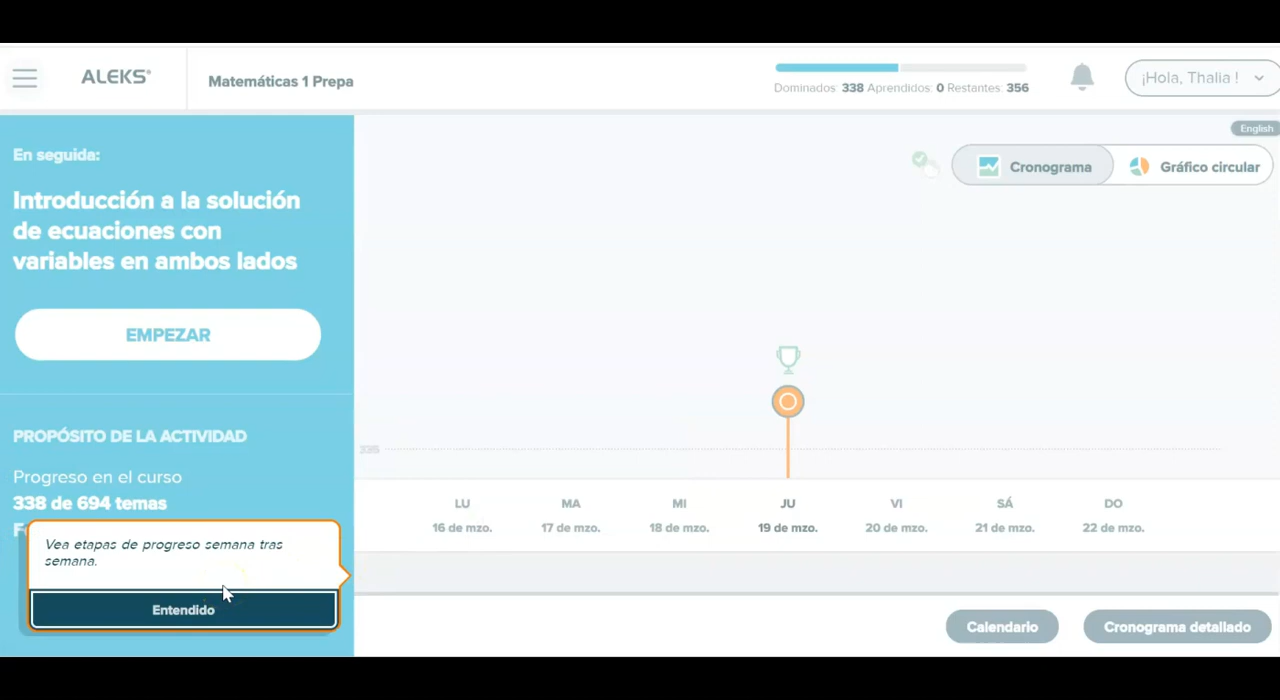 ALEKS®
Matemáticas 1 Prepa
Dominados: 338 Aprendidos: 0 Restantes: 356
¡Hola, Thalia !
English
En seguida:
Introducción a la solución
de ecuaciones con
variables en ambos lados
EMPEZAR
Cronograma
Gráfico circular
PROPÓSITO DE LA ACTIVIDAD
Progreso en el curso
338 de 694 temas
Vea etapas de progreso semana tras
semana.
Entendido
LU MA MI JU VI SÁ DO
16 de mzo. 17 de mzo. 18 de mzo. 19 de mzo. 20 de mzo. 21 de mzo. 22 de mzo.
Calendario
Cronograma detallado